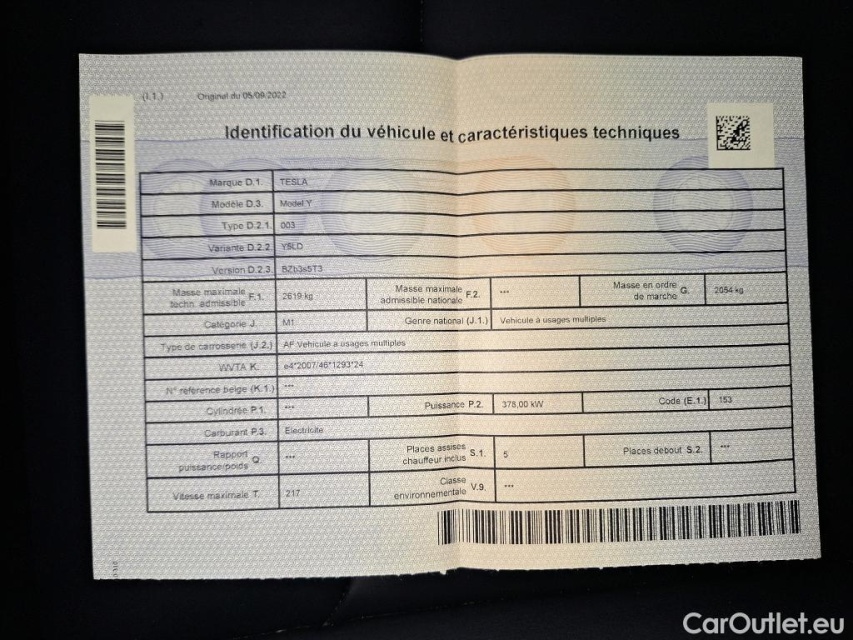 (I.1.) Original du 05/09/2022
Identification du véhicule et caractéristiques techniques
Marque D.1. TESLA
Modèle D.3. Model Y
Type D.2.1. 003
Variante D.2.2. Y5LD
Version D.2.3. BZb3s5T3
Masse maximale techn. admissible F.1. 2619 kg Masse maximale admissible nationale F.2. --- Masse en ordre de marche G. 2054 kg
Catégorie J. M1 Genre national (J.1.) Véhicule à usages multiples
Type de carrosserie (J.2.) AF Véhicule à usages multiples
WVTA K. e4*2007/46*1293*24
N° référence belge (K.1.) ---
Cylindrée P.1. --- Puissance P.2. 378,00 kW Code (E.1.) 153
Carburant P.3. Electricité
Rapport puissance/poids Q. --- Places assises chauffeur inclus S.1. 5 Places debout S.2. ---
Vitesse maximale T. 217 Classe environnementale V.9. ---
CarOutlet.eu